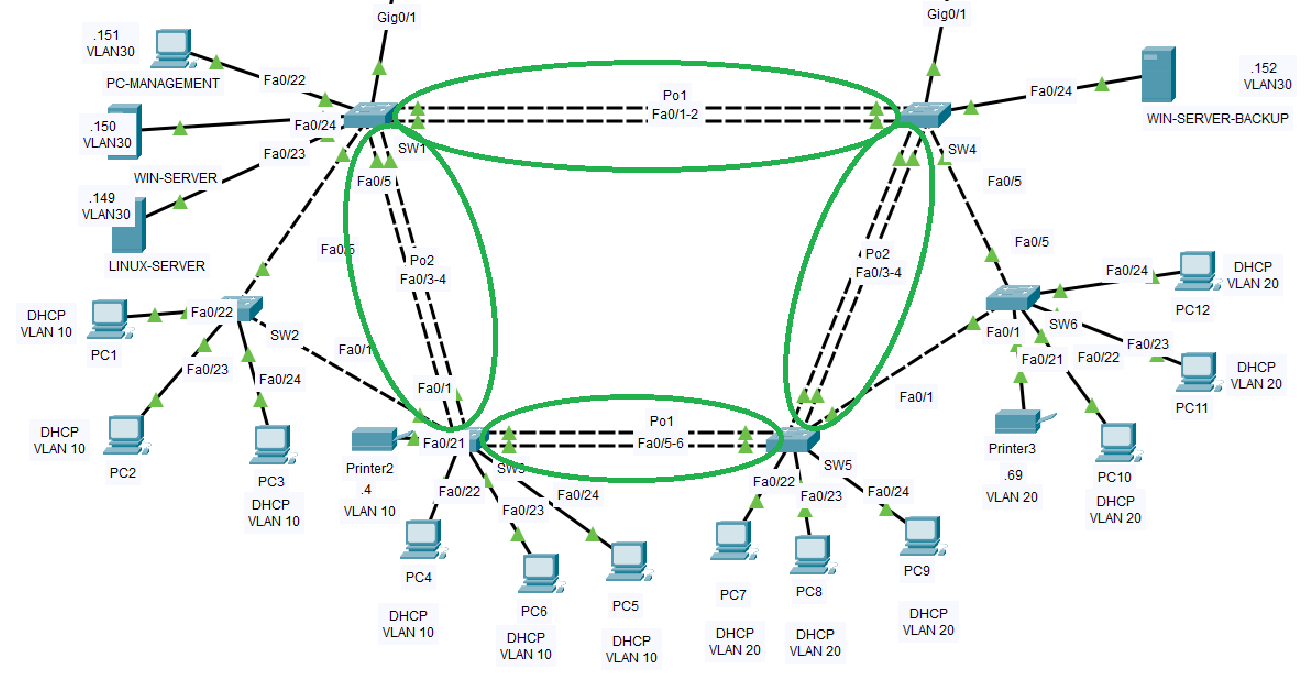 Gig0/1
Gig0/1
.151
VLAN30
PC-MANAGEMENT
Fa0/22
Po1
Fa0/1-2
Fa0/24
.152
VLAN30
WIN-SERVER-BACKUP
.150
VLAN30
Fa0/24
WIN-SERVER
Fa0/23
SW1
SW4
Fa0/5
Fa0/5
.149
VLAN30
LINUX-SERVER
Fa0/5
Po2
Fa0/3-4
Po2
Fa0/3-4
Fa0/5
Fa0/24
DHCP
VLAN 20
PC12
DHCP
VLAN 10
PC1
Fa0/22
SW2
Fa0/1
Fa0/1
SW6
Fa0/21
Fa0/22
Fa0/23
DHCP
VLAN 20
PC11
Fa0/23
Fa0/24
Fa0/1
Fa0/1
DHCP
VLAN 10
PC2
PC3
DHCP
VLAN 10
Printer2
.4
VLAN 10
Fa0/21
Po1
Fa0/5-6
SW5
Printer3
.69
VLAN 20
PC10
DHCP
VLAN 20
Fa0/22
Fa0/23
Fa0/24
Fa0/22
Fa0/23
Fa0/24
PC4
DHCP
VLAN 10
PC6
DHCP
VLAN 10
PC5
DHCP
VLAN 10
PC7
DHCP
VLAN 20
PC8
DHCP
VLAN 20
PC9
DHCP
VLAN 20